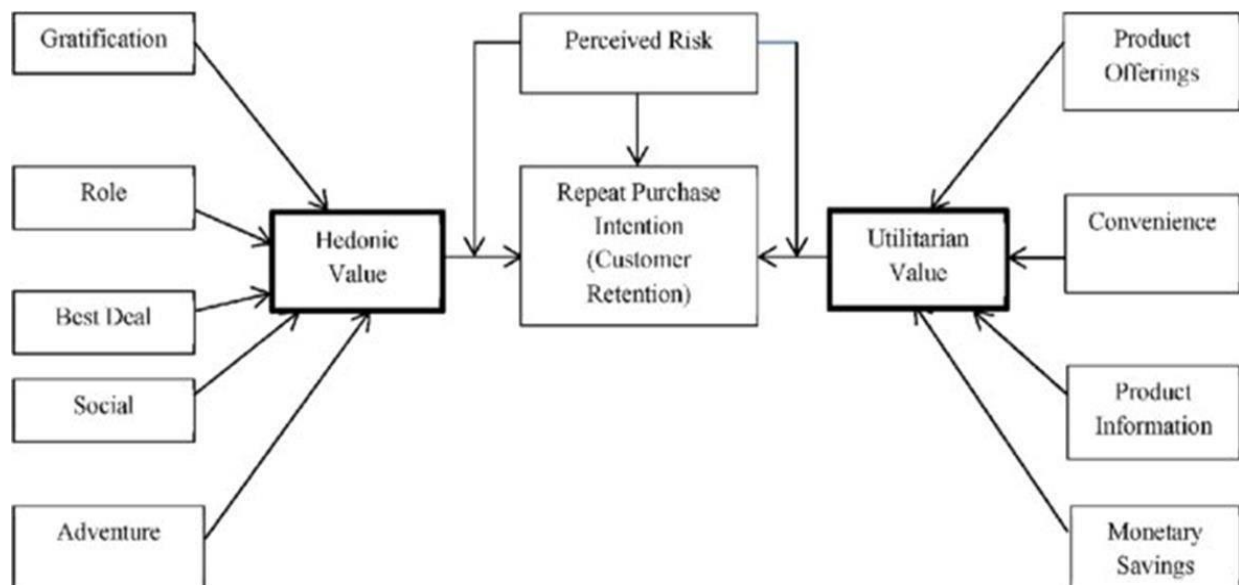 Gratification
Perceived Risk
Product
Offerings
Role
Repeat Purchase
Intention
(Customer
Retention)
Hedonic
Value
Utilitarian
Value
Convenience
Best Deal
Social
Product
Information
Adventure
Monetary
Savings